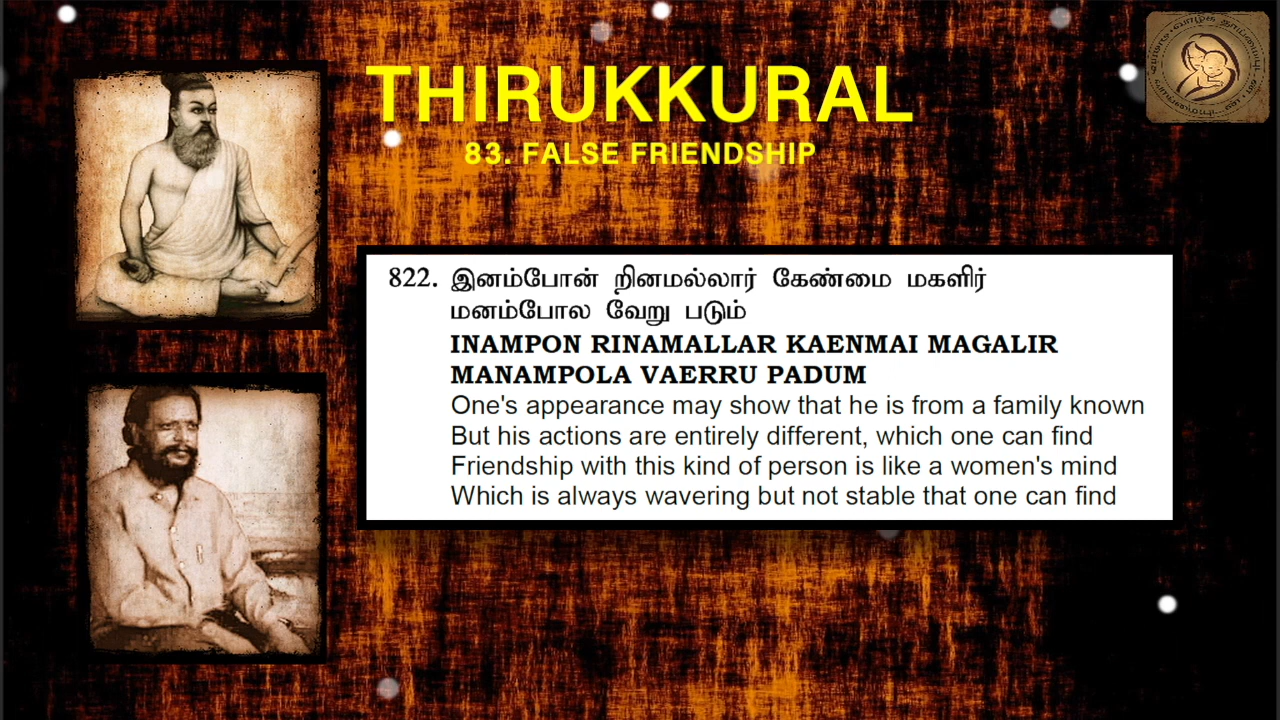 THIRUKKURAL
83. FALSE FRIENDSHIP
822. இனம்போன் றினமல்லார் கேண்மை மகளிர்
மனம்போல வேறு படும்
INAMPON RINAMALLAR KAENMAI MAGALIR
MANAMPOLA VAERRU PADUM
One's appearance may show that he is from a family known
But his actions are entirely different, which one can find
Friendship with this kind of person is like a women's mind
Which is always wavering but not stable that one can find